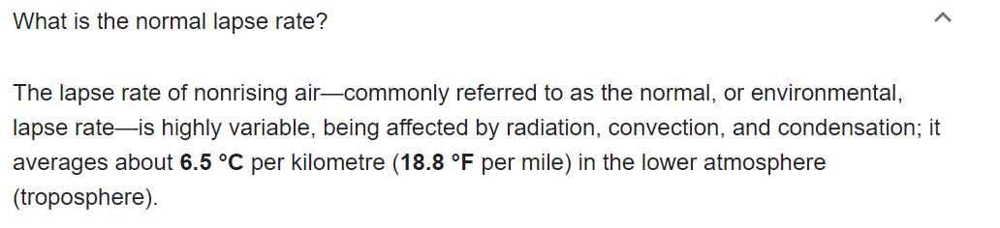 What is the normal lapse rate?
The lapse rate of nonrising air—commonly referred to as the normal, or environmental,
lapse rate—is highly variable, being affected by radiation, convection, and condensation; it
averages about 6.5 °C per kilometre (18.8 °F per mile) in the lower atmosphere
(troposphere).